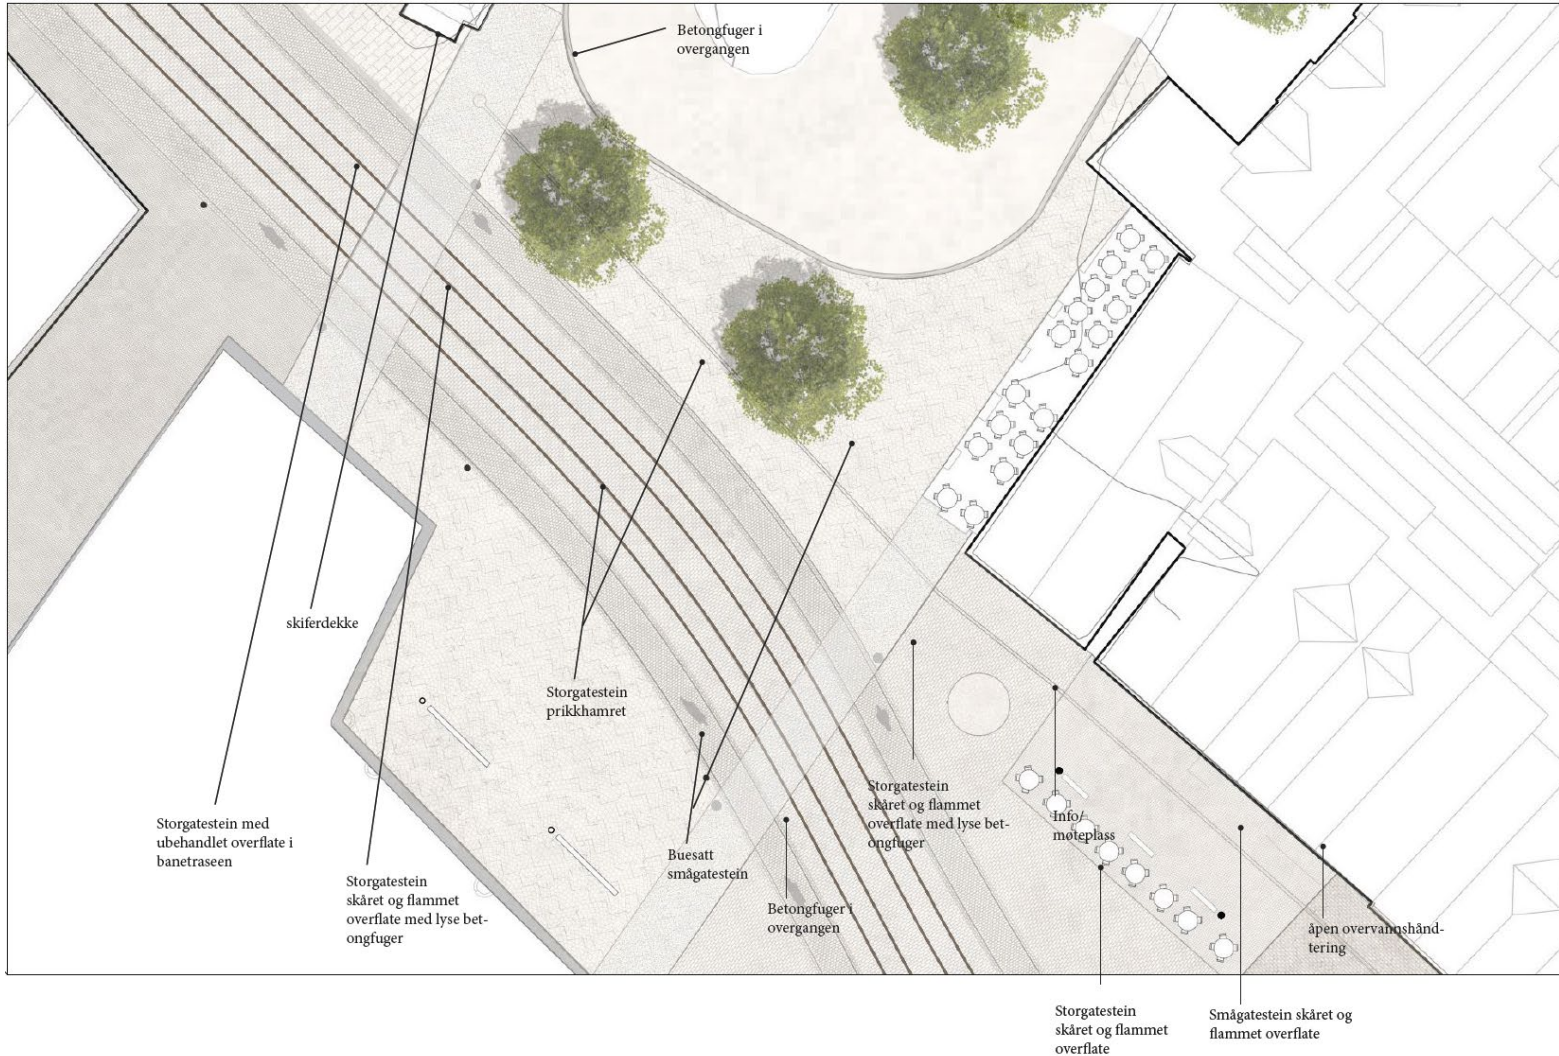 Betongfuger i
overgangen
skiferdekke
Storgatestein
prikkhamret
Storgatestein med
ubehandlet overflate i
banetraseen
Storgatestein
skåret og flammet
overflate med lyse bet-
ongfuger
Buesatt
smågatestein
Storgatestein
skåret og flammet
overflate med lyse bet-
ongfuger
Info/
møteplass
Betongfuger i
overgangen
åpen overvannshånd-
tering
Storgatestein
skåret og flammet
overflate
Smågatestein skåret og
flammet overflate